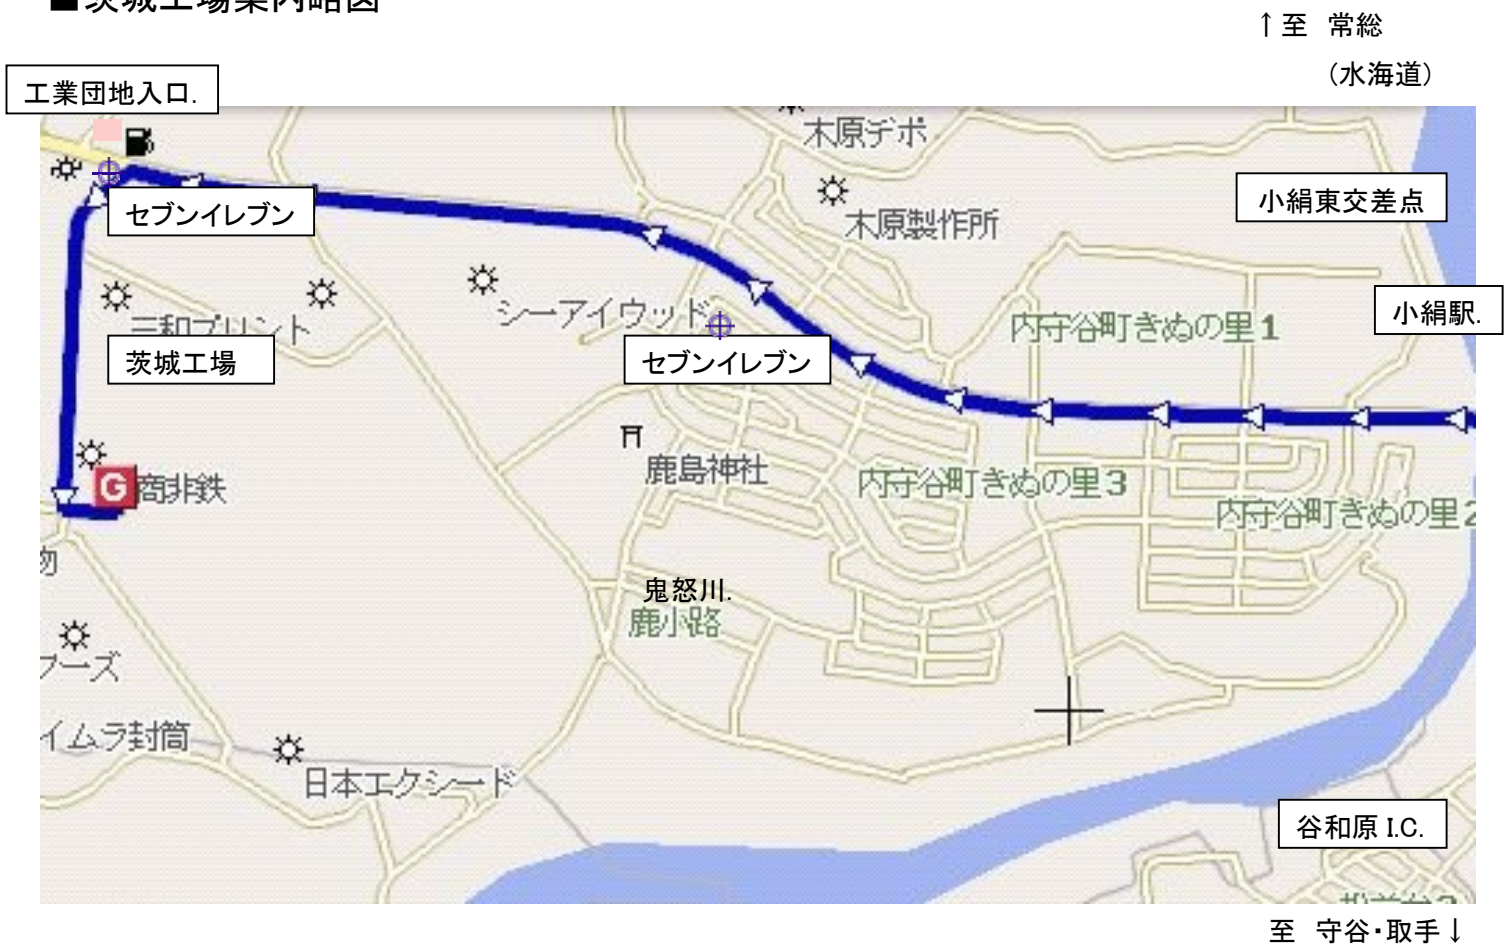 ■茨城工場案内略図
↑至 常総
(水海道)
工業団地入口.
木原デポ
小絹東交差点
セブンイレブン
木原製作所
小絹駅.
シーアイウッド
三和プリント
内守谷町きぬの里1
茨城工場
セブンイレブン
鹿島神社
内守谷町きぬの里3
G
商非鉄
内守谷町きぬの里2
物
鬼怒川.
鹿小路
フーズ
イムラ封筒
日本エクシード
谷和原 I.C.
至 守谷・取手↓